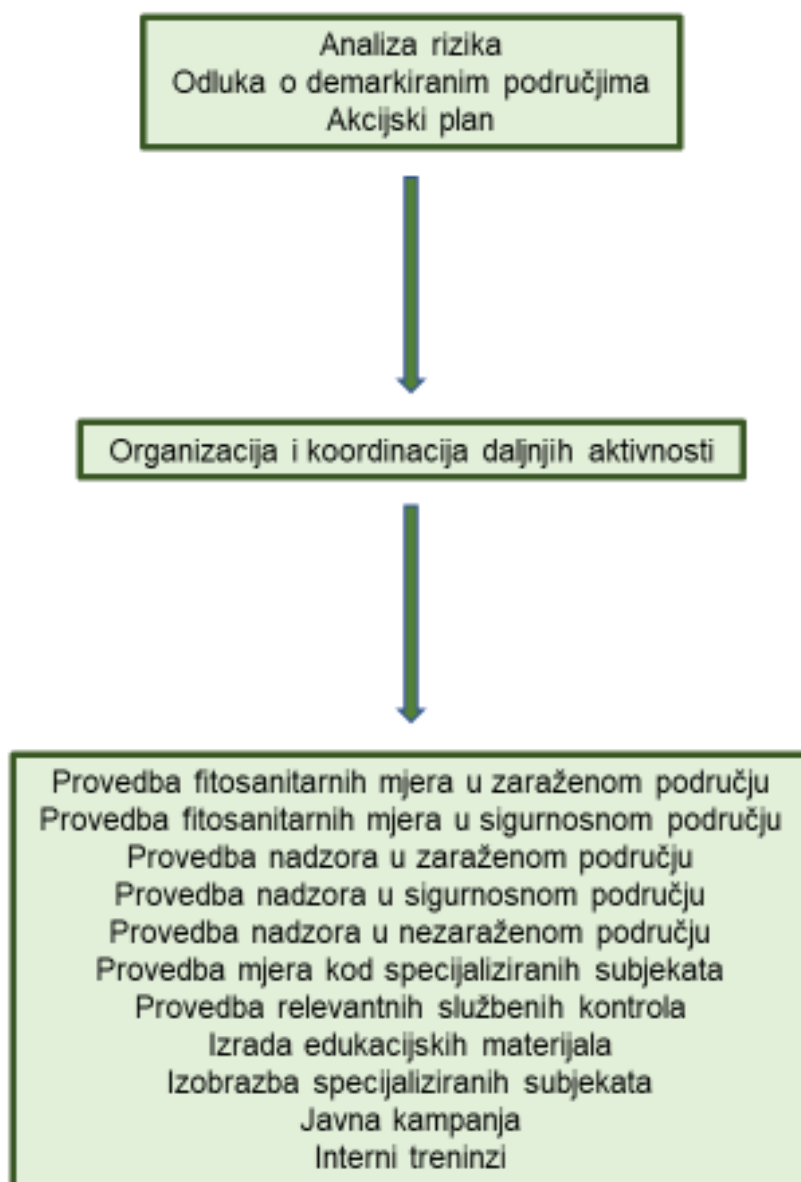 Analiza rizika
Odluka o demarkiranim područjima
Akcijski plan
Organizacija i koordinacija daljnjih aktivnosti
Provedba fitosanitarnih mjera u zaraženom području
Provedba fitosanitarnih mjera u sigurnosnom području
Provedba nadzora u zaraženom području
Provedba nadzora u sigurnosnom području
Provedba nadzora u nezaraženom području
Provedba mjera kod specijaliziranih subjekata
Provedba relevantnih službenih kontrola
Izrada edukacijskih materijala
Izobrazba specijaliziranih subjekata
Javna kampanja
Interni treninzi